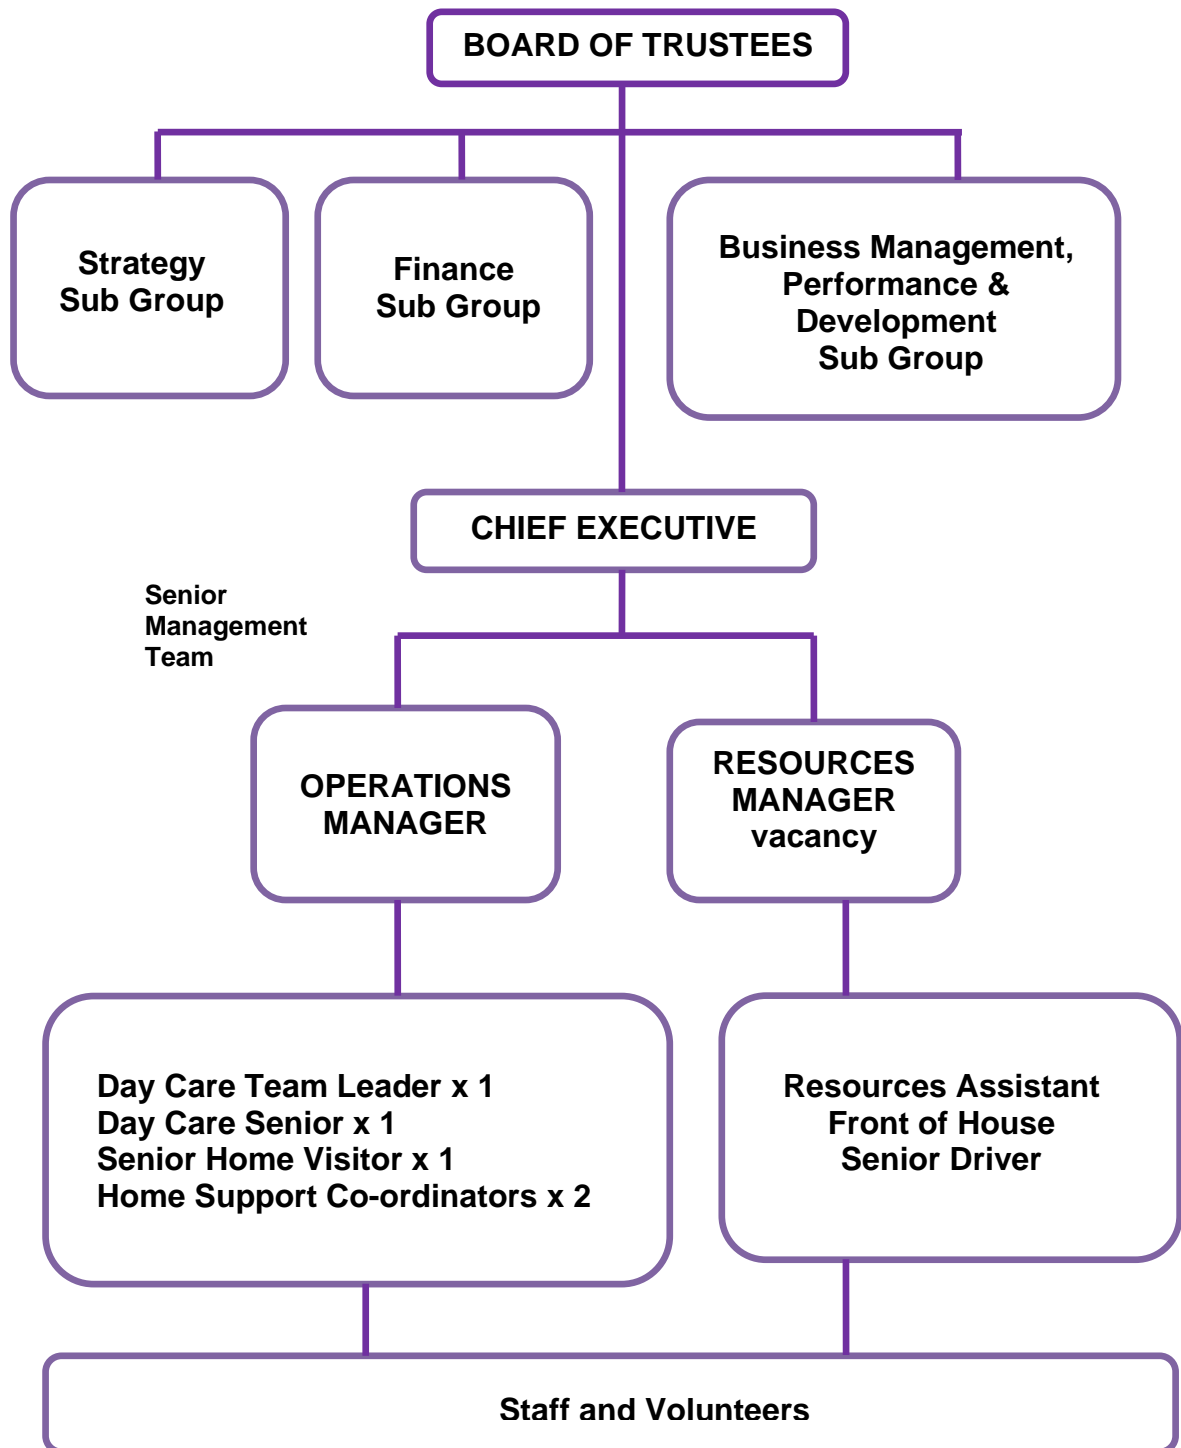 BOARD OF TRUSTEES
Strategy
Sub Group
Finance
Sub Group
Business Management,
Performance &
Development
Sub Group
CHIEF EXECUTIVE
Senior
Management
Team
OPERATIONS
MANAGER
RESOURCES
MANAGER
vacancy
Day Care Team Leader x 1
Day Care Senior x 1
Senior Home Visitor x 1
Home Support Co-ordinators x 2
Resources Assistant
Front of House
Senior Driver
Staff and Volunteers